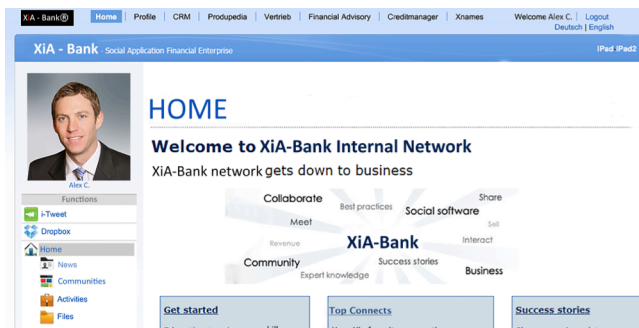 XiA - Bank®
Home | Profile | CRM | Produpedia | Vertrieb | Financial Advisory | Creditmanager | Xnames
Welcome Alex C. | Logout
Deutsch | English
XiA - Bank - Social Application Financial Enterprise
IPad IPad2
HOME
Welcome to XiA-Bank Internal Network
XiA-Bank network gets down to business
Alex C.
Functions
i-Tweet
Dropbox
Home
News
Communities
Activities
Files
Collaborate
Best practices
Social software
Share
Meet
Sell
Revenue
XiA-Bank
Interact
Community
Success stories
Expert knowledge
Business
Get started
Top Connects
Success stories